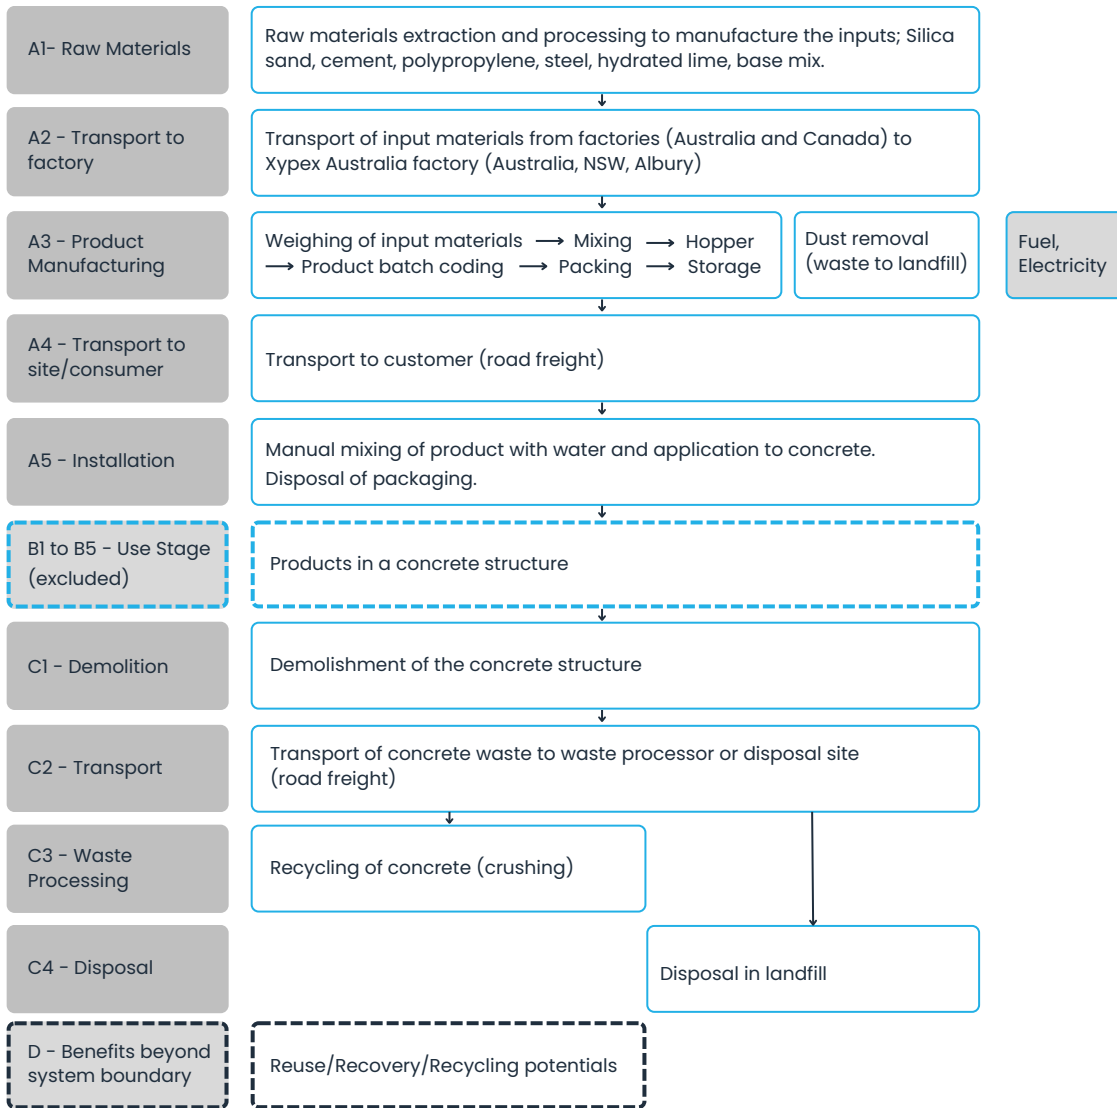 A1- Raw Materials
Raw materials extraction and processing to manufacture the inputs; Silica
sand, cement, polypropylene, steel, hydrated lime, base mix.
A2 - Transport to
factory
Transport of input materials from factories (Australia and Canada) to
Xypex Australia factory (Australia, NSW, Albury)
A3 - Product
Manufacturing
Weighing of input materials → Mixing → Hopper
→ Product batch coding → Packing → Storage
Dust removal
(waste to landfill)
Fuel,
Electricity
A4 - Transport to
site/consumer
Transport to customer (road freight)
A5 - Installation
Manual mixing of product with water and application to concrete.
Disposal of packaging.
B1 to B5 - Use Stage
(excluded)
Products in a concrete structure
C1 - Demolition
Demolishment of the concrete structure
C2 - Transport
Transport of concrete waste to waste processor or disposal site
(road freight)
C3 - Waste
Processing
Recycling of concrete (crushing)
C4 - Disposal
Disposal in landfill
D - Benefits beyond
system boundary
Reuse/Recovery/Recycling potentials